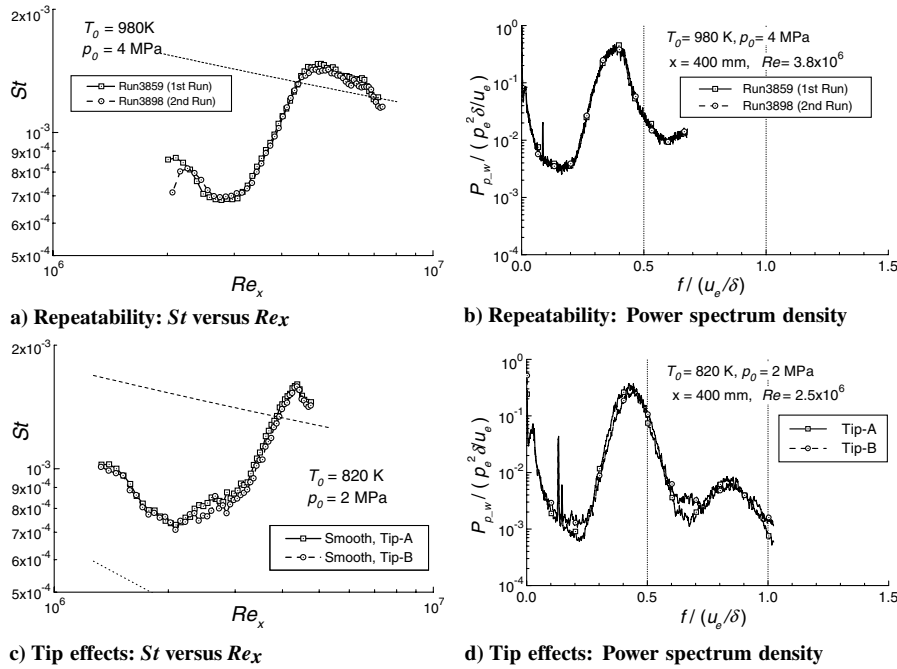 2x10⁻³
T₀ = 980K
p₀ = 4 MPa
Run3859 (1st Run)
Run3898 (2nd Run)
St
10⁻³
9x10⁻⁴
8x10⁻⁴
7x10⁻⁴
6x10⁻⁴
5x10⁻⁴
10⁶
10⁷
Reₓ
a) Repeatability: St versus Reₓ
10⁰
T₀ = 980 K, p₀ = 4 MPa
x = 400 mm, Re = 3.8x10⁶
10⁻¹
Run3859 (1st Run)
Run3898 (2nd Run)
P_{p_w} / (p_e² δ/u_e)
10⁻²
10⁻³
10⁻⁴
0.0 0.5 1.0 1.5
f / (u_e/δ)
b) Repeatability: Power spectrum density
2x10⁻³
St
10⁻³
9x10⁻⁴
8x10⁻⁴
7x10⁻⁴
6x10⁻⁴
5x10⁻⁴
T₀ = 820 K
p₀ = 2 MPa
Smooth, Tip-A
Smooth, Tip-B
10⁶
10⁷
Reₓ
c) Tip effects: St versus Reₓ
10⁰
T₀ = 820 K, p₀ = 2 MPa
x = 400 mm, Re = 2.5x10⁶
10⁻¹
Tip-A
Tip-B
P_{p_w} / (p_e² δ/u_e)
10⁻²
10⁻³
10⁻⁴
0.0 0.5 1.0 1.5
f / (u_e/δ)
d) Tip effects: Power spectrum density